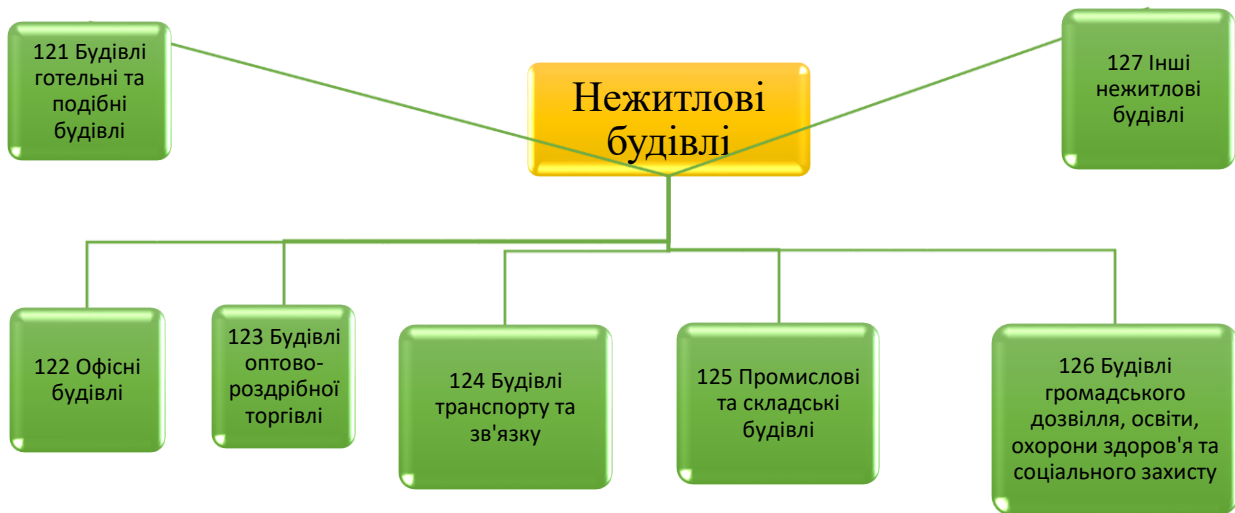 Нежитлові
будівлі
121 Будівлі
готельні та
подібні
будівлі
127 Інші
нежитлові
будівлі
122 Офісні
будівлі
123 Будівлі
оптово-
роздрібної
торгівлі
124 Будівлі
транспорту та
зв'язку
125 Промислові
та складські
будівлі
126 Будівлі
громадського
дозвілля, освіти,
охорони здоров'я та
соціального захисту